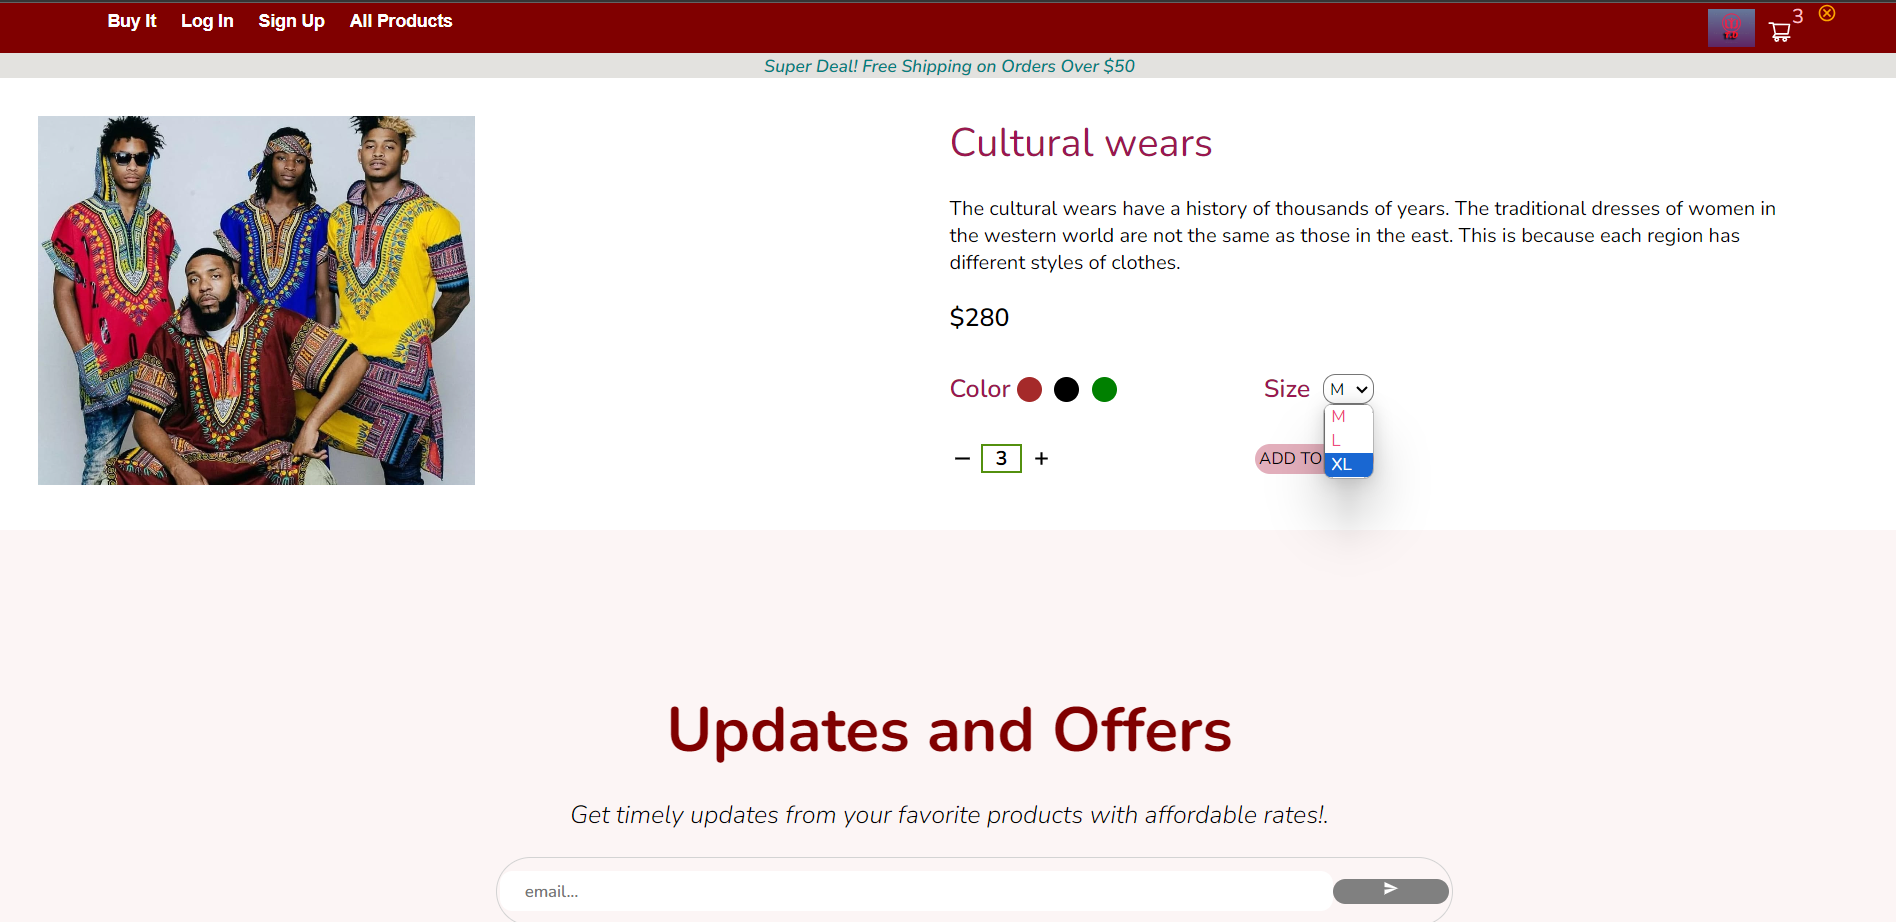 Buy It Log In Sign Up All Products
3
Super Deal! Free Shipping on Orders Over $50
Cultural wears
The cultural wears have a history of thousands of years. The traditional dresses of women in
the western world are not the same as those in the east. This is because each region has
different styles of clothes.
$280
Color
Size M
M
L
XL
3
ADD TO
Updates and Offers
Get timely updates from your favorite products with affordable rates!.
email...